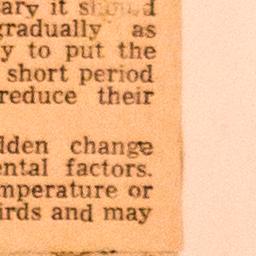 ary it should
gradually as
y to put the
short period
reduce their
dden change
ental factors.
mperature or
irds and may